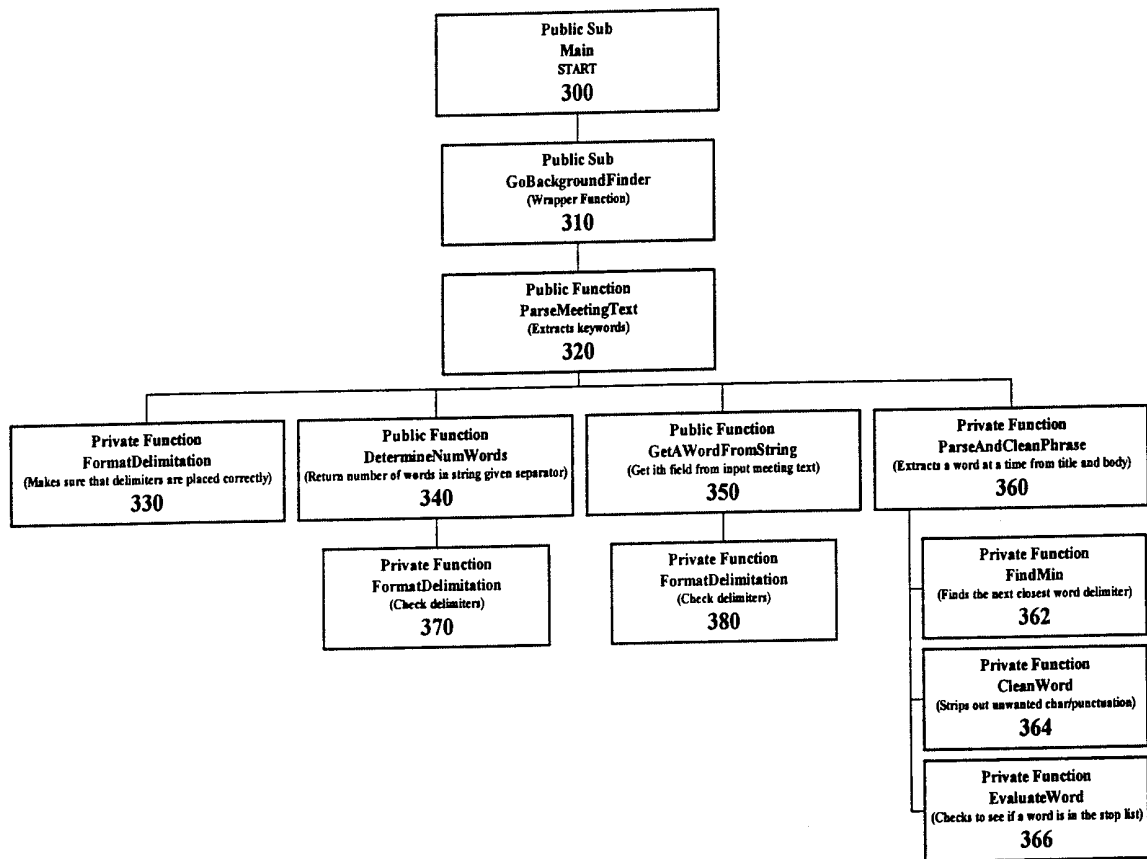 Public Sub
Main
START
300
Public Sub
GoBackgroundFinder
(Wrapper Function)
310
Public Function
ParseMeetingText
(Extracts keywords)
320
Private Function
FormatDelimitation
(Makes sure that delimiters are placed correctly)
330
Public Function
DetermineNumWords
(Return number of words in string given separator)
340
Public Function
GetAWordFromString
(Get ith field from input meeting text)
350
Private Function
ParseAndCleanPhrase
(Extracts a word at a time from title and body)
360
Private Function
FormatDelimitation
(Check delimiters)
370
Private Function
FormatDelimitation
(Check delimiters)
380
Private Function
FindMin
(Finds the next closest word delimiter)
362
Private Function
CleanWord
(Strips out unwanted char/punctuation)
364
Private Function
EvaluateWord
(Checks to see if a word is in the stop list)
366